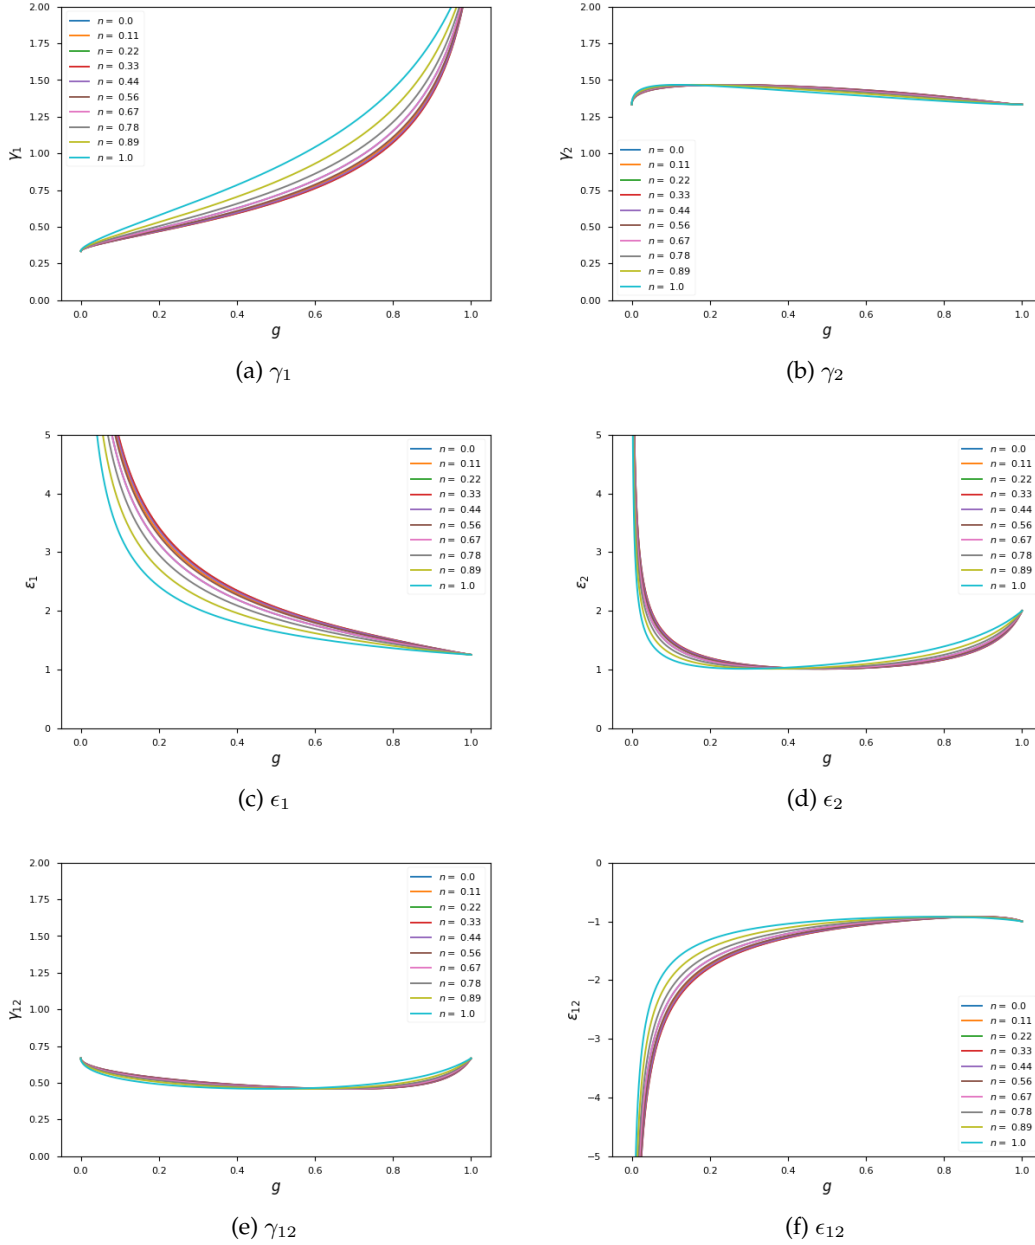 2.00
1.75
1.50
1.25
1.00
0.75
0.50
0.25
0.00
γ₁
n = 0.0
n = 0.11
n = 0.22
n = 0.33
n = 0.44
n = 0.56
n = 0.67
n = 0.78
n = 0.89
n = 1.0
0.0 0.2 0.4 0.6 0.8 1.0
g
(a) γ₁
2.00
1.75
1.50
1.25
1.00
0.75
0.50
0.25
0.00
γ₂
n = 0.0
n = 0.11
n = 0.22
n = 0.33
n = 0.44
n = 0.56
n = 0.67
n = 0.78
n = 0.89
n = 1.0
0.0 0.2 0.4 0.6 0.8 1.0
g
(b) γ₂
5
4
3
2
1
0
ε₁
n = 0.0
n = 0.11
n = 0.22
n = 0.33
n = 0.44
n = 0.56
n = 0.67
n = 0.78
n = 0.89
n = 1.0
0.0 0.2 0.4 0.6 0.8 1.0
g
(c) ϵ₁
5
4
3
2
1
0
ε₂
n = 0.0
n = 0.11
n = 0.22
n = 0.33
n = 0.44
n = 0.56
n = 0.67
n = 0.78
n = 0.89
n = 1.0
0.0 0.2 0.4 0.6 0.8 1.0
g
(d) ϵ₂
2.00
1.75
1.50
1.25
1.00
0.75
0.50
0.25
0.00
γ₁₂
n = 0.0
n = 0.11
n = 0.22
n = 0.33
n = 0.44
n = 0.56
n = 0.67
n = 0.78
n = 0.89
n = 1.0
0.0 0.2 0.4 0.6 0.8 1.0
g
(e) γ₁₂
0
−1
−2
−3
−4
−5
ε₁₂
n = 0.0
n = 0.11
n = 0.22
n = 0.33
n = 0.44
n = 0.56
n = 0.67
n = 0.78
n = 0.89
n = 1.0
0.0 0.2 0.4 0.6 0.8 1.0
g
(f) ϵ₁₂